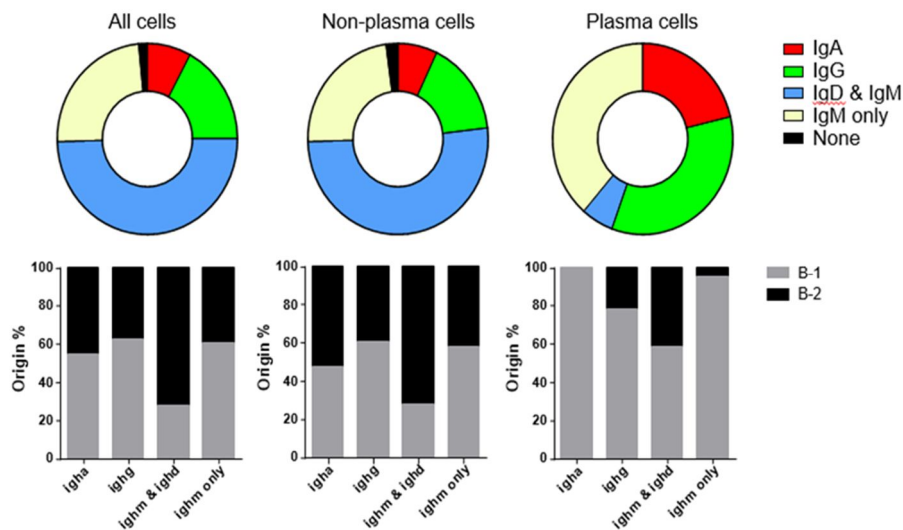 All cells
Non-plasma cells
Plasma cells
IgA
IgG
IgD & IgM
IgM only
None
Origin %
100
80
60
40
20
0
igha
ighg
ighm & ighd
ighm only
Origin %
100
80
60
40
20
0
igha
ighg
ighm & ighd
ighm only
Origin %
100
80
60
40
20
0
igha
ighg
ighm & ighd
ighm only
B-1
B-2